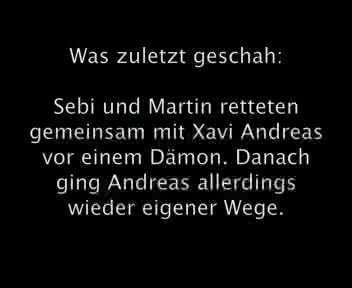 Was zuletzt geschah:
Sebi und Martin retteten
gemeinsam mit Xavi Andreas
vor einem Dämon. Danach
ging Andreas allerdings
wieder eigener Wege.